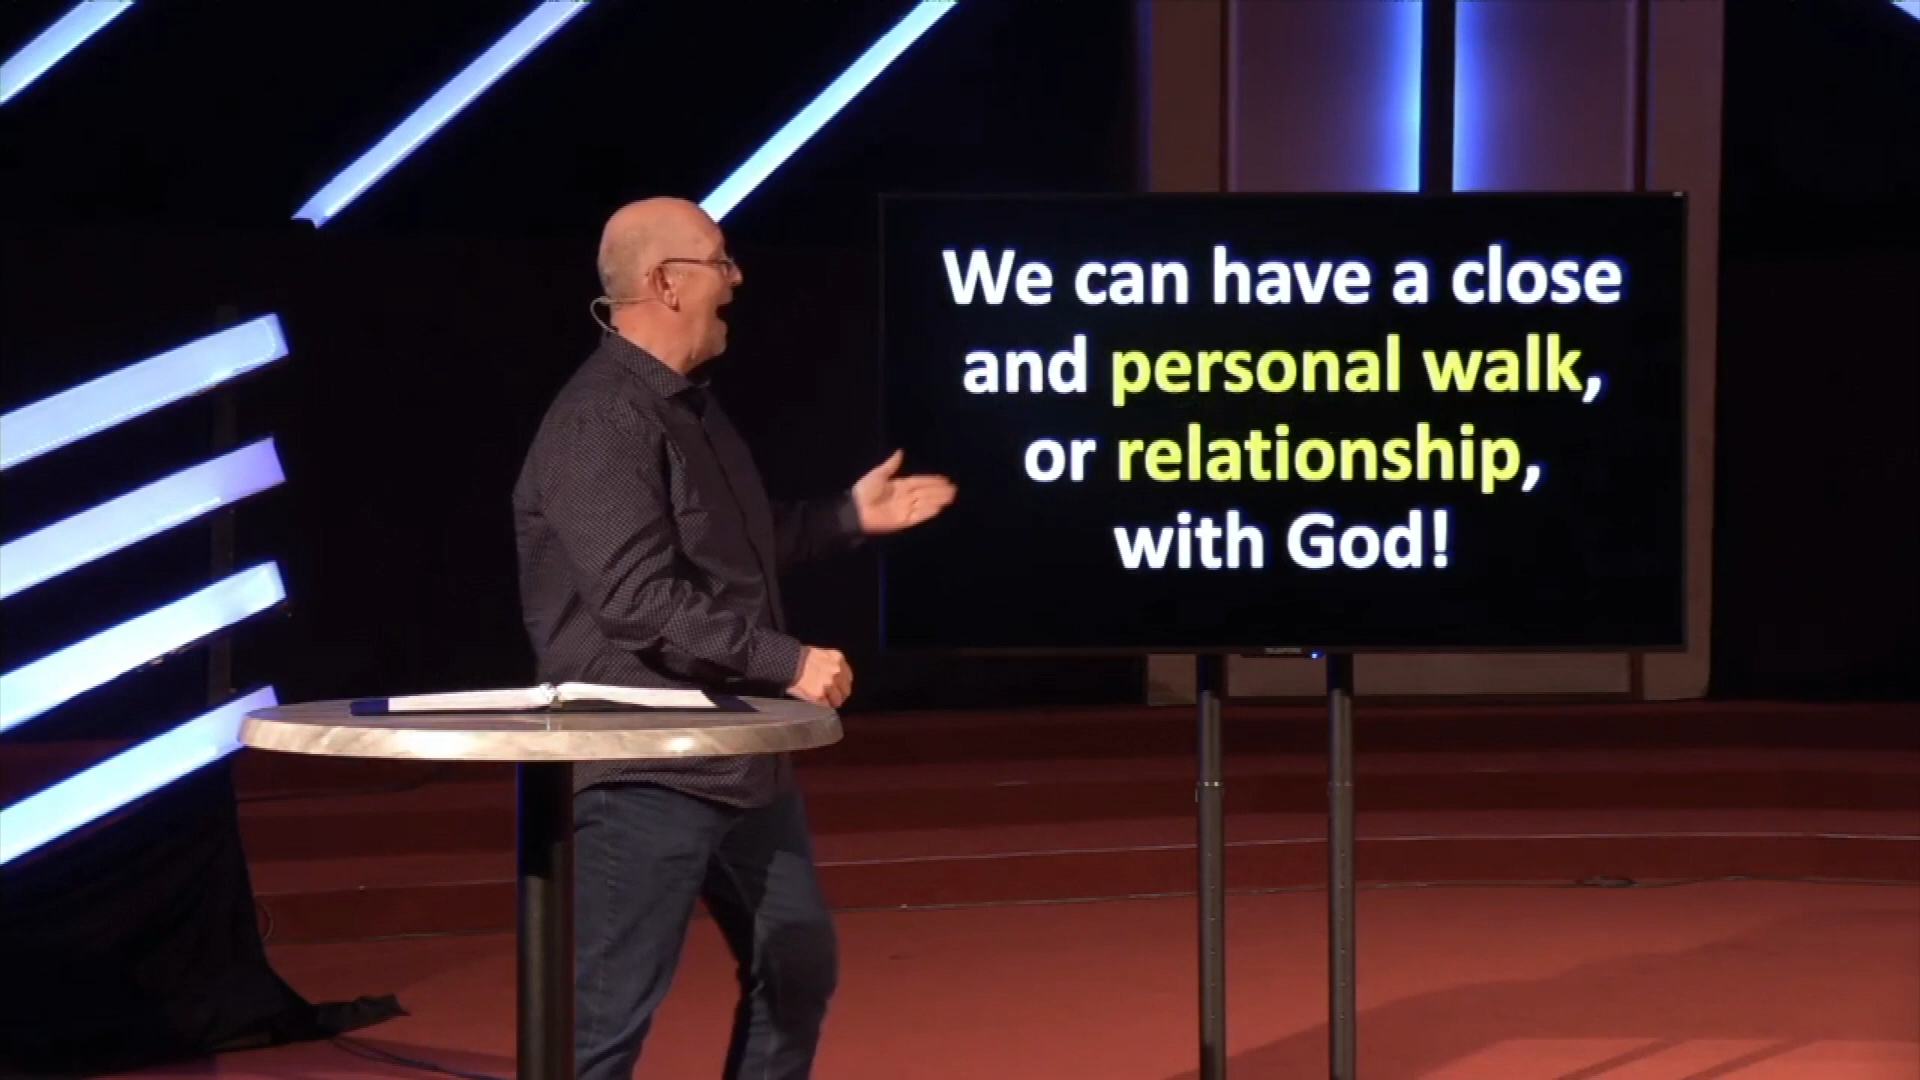 We can have a close
and personal walk,
or relationship,
with God!